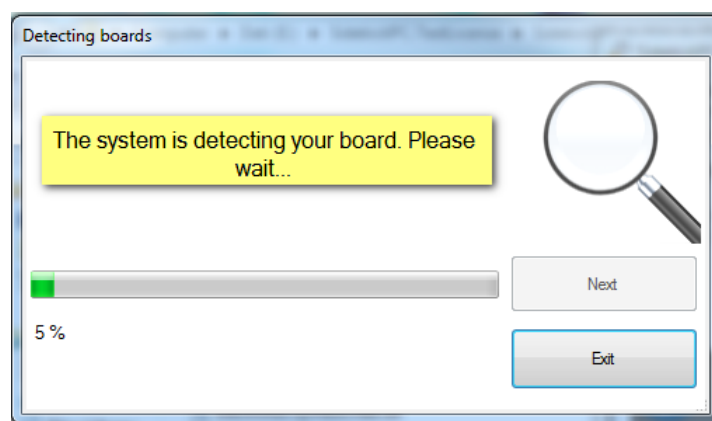 Detecting boards
The system is detecting your board. Please
wait...
Next
5 %
Exit